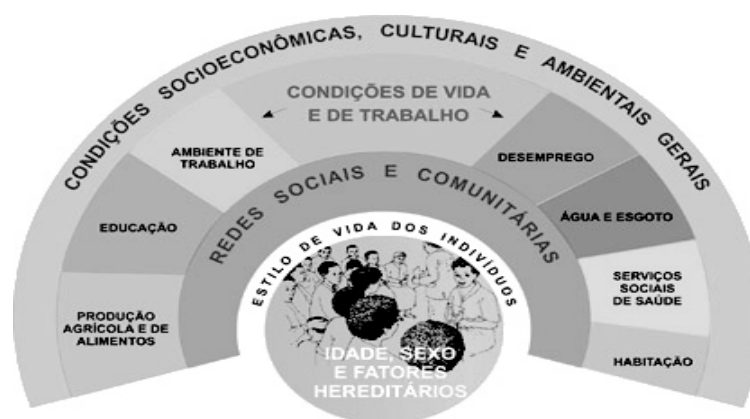 CONDIÇÕES SOCIOECONÔMICAS, CULTURAIS E AMBIENTAIS GERAIS
CONDIÇÕES DE VIDA
E DE TRABALHO
AMBIENTE DE
TRABALHO
DESEMPREGO
REDES SOCIAIS E COMUNITÁRIAS
EDUCAÇÃO
ÁGUA E ESGOTO
ESTILO DE VIDA DOS INDIVÍDUOS
PRODUÇÃO
AGRÍCOLA E DE
ALIMENTOS
SERVIÇOS
SOCIAIS
DE SAÚDE
HABITAÇÃO
IDADE, SEXO
E FATORES
HEREDITÁRIOS